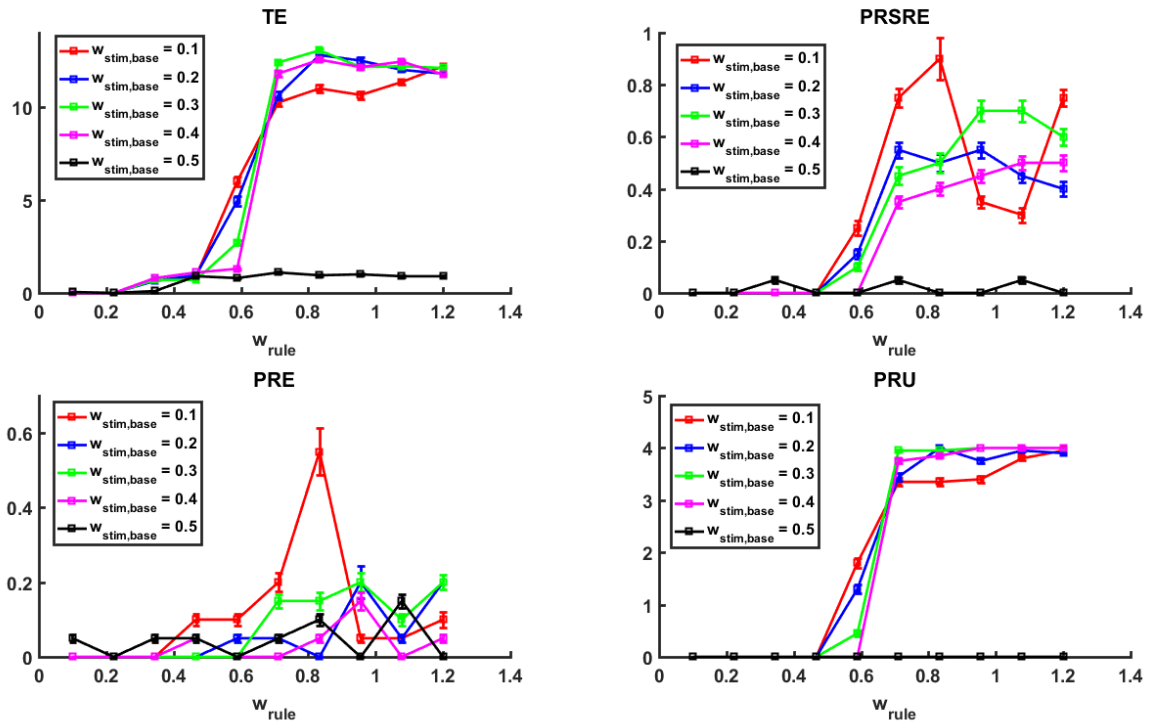 TE
w_stim,base = 0.1
w_stim,base = 0.2
w_stim,base = 0.3
w_stim,base = 0.4
w_stim,base = 0.5
10
5
0
0 0.2 0.4 0.6 0.8 1 1.2 1.4
w_rule
PRSRE
w_stim,base = 0.1
w_stim,base = 0.2
w_stim,base = 0.3
w_stim,base = 0.4
w_stim,base = 0.5
1
0.8
0.6
0.4
0.2
0
0 0.2 0.4 0.6 0.8 1 1.2 1.4
w_rule
PRE
w_stim,base = 0.1
w_stim,base = 0.2
w_stim,base = 0.3
w_stim,base = 0.4
w_stim,base = 0.5
0.6
0.4
0.2
0
0 0.2 0.4 0.6 0.8 1 1.2 1.4
w_rule
PRU
w_stim,base = 0.1
w_stim,base = 0.2
w_stim,base = 0.3
w_stim,base = 0.4
w_stim,base = 0.5
5
4
3
2
1
0
0 0.2 0.4 0.6 0.8 1 1.2 1.4
w_rule